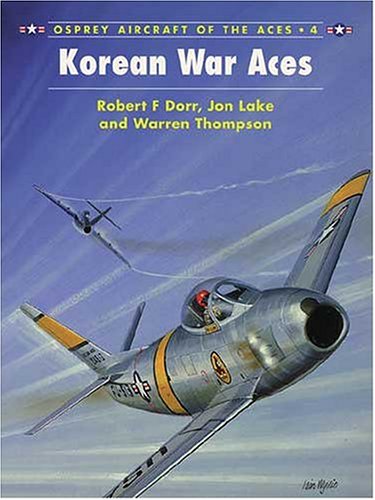 OSPREY AIRCRAFT OF THE ACES • 4
Korean War Aces
Robert F Dorr, Jon Lake
and Warren Thompson